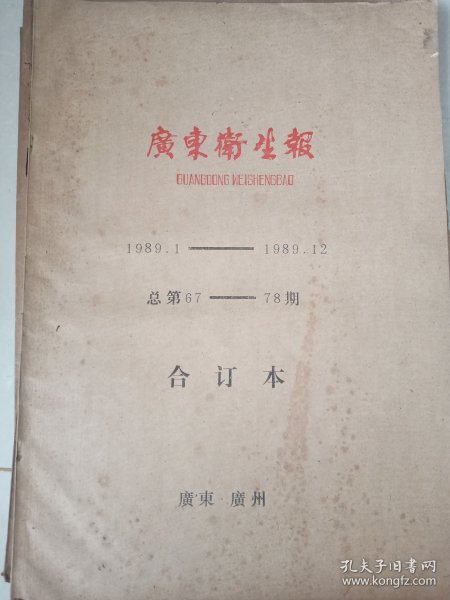 廣東衛生報
GUANGDONG WEISHENGBAO
1989.1 —— 1989.12
总第67 —— 78期
合订本
廣東 廣州
孔夫子旧书网
www.kongfz.com